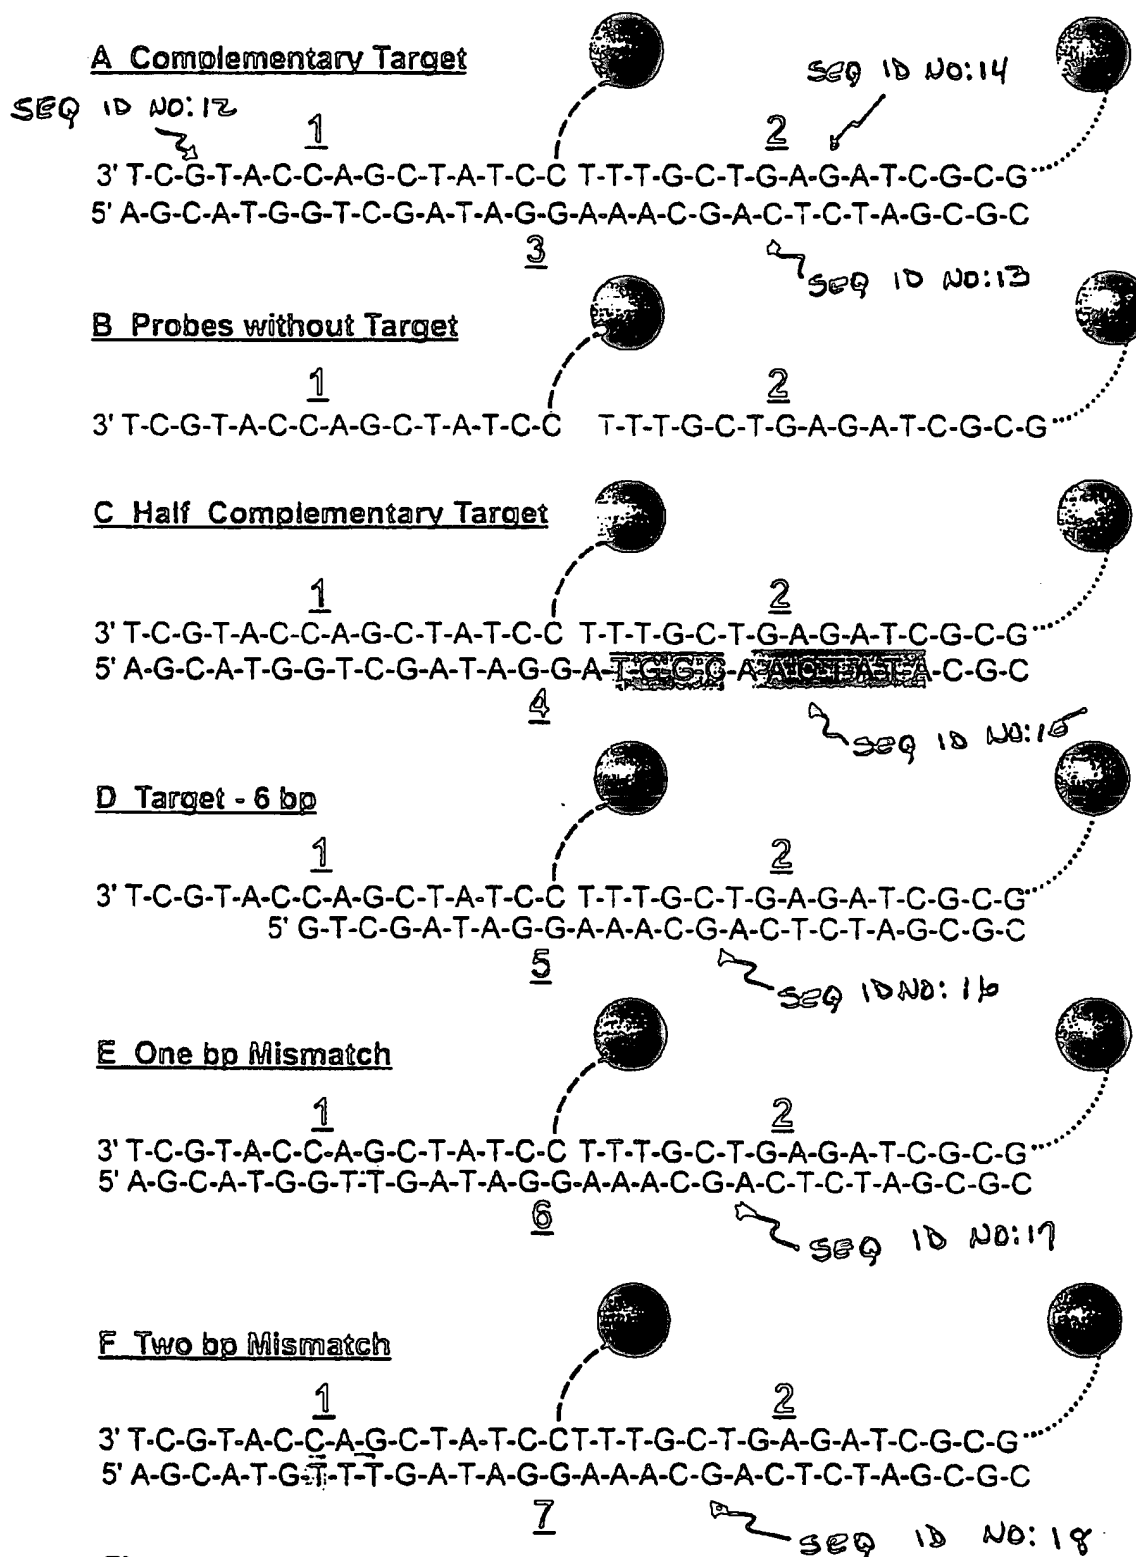 A Complementary Target
SEQ ID NO:12
SEQ ID NO:14
1
2
3' T-C-G-T-A-C-C-A-G-C-T-A-T-C-C T-T-T-G-C-T-G-A-G-A-T-C-G-C-G
5' A-G-C-A-T-G-G-T-C-G-A-T-A-G-G-A-A-A-C-G-A-C-T-C-T-A-G-C-G-C
3
SEQ ID NO:13
B Probes without Target
1
2
3' T-C-G-T-A-C-C-A-G-C-T-A-T-C-C T-T-T-G-C-T-G-A-G-A-T-C-G-C-G
C Half Complementary Target
1
2
3' T-C-G-T-A-C-C-A-G-C-T-A-T-C-C T-T-T-G-C-T-G-A-G-A-T-C-G-C-G
5' A-G-C-A-T-G-G-T-C-G-A-T-A-G-G-A-T-G-G-C-A-A-C-T-A-T-A-C-G-C
4
SEQ ID NO:15
D Target - 6 bp
1
2
3' T-C-G-T-A-C-C-A-G-C-T-A-T-C-C T-T-T-G-C-T-G-A-G-A-T-C-G-C-G
5' G-T-C-G-A-T-A-G-G-A-A-A-C-G-A-C-T-C-T-A-G-C-G-C
5
SEQ ID NO:16
E One bp Mismatch
1
2
3' T-C-G-T-A-C-C-A-G-C-T-A-T-C-C T-T-T-G-C-T-G-A-G-A-T-C-G-C-G
5' A-G-C-A-T-G-G-T-T-G-A-T-A-G-G-A-A-A-C-G-A-C-T-C-T-A-G-C-G-C
6
SEQ ID NO:17
F Two bp Mismatch
1
2
3' T-C-G-T-A-C-C-A-G-C-T-A-T-C-C-T-T-T-G-C-T-G-A-G-A-T-C-G-C-G
5' A-G-C-A-T-G-T-T-T-G-A-T-A-G-G-A-A-A-C-G-A-C-T-C-T-A-G-C-G-C
7
SEQ ID NO:18